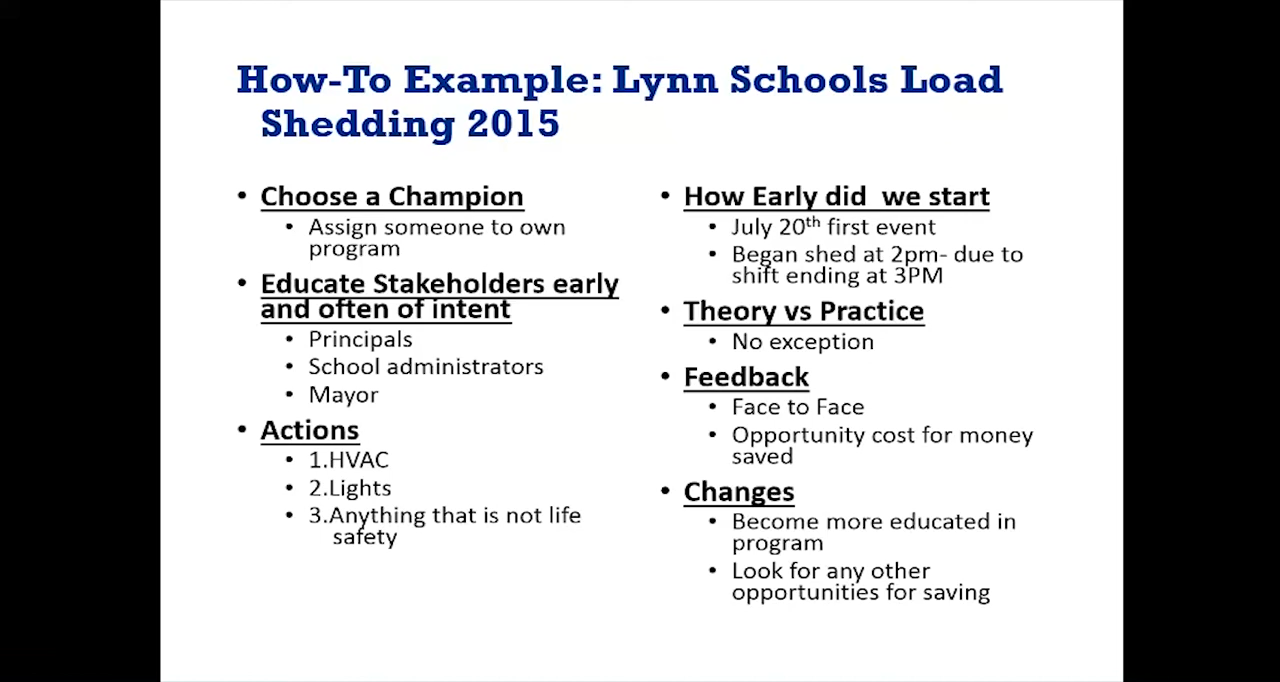 How-To Example: Lynn Schools Load
Shedding 2015
• Choose a Champion
• Assign someone to own
program
• Educate Stakeholders early
and often of intent
• Principals
• School administrators
• Mayor
• Actions
• 1.HVAC
• 2.Lights
• 3.Anything that is not life
safety
• How Early did  we start
• July 20th first event
• Began shed at 2pm- due to
shift ending at 3PM
• Theory vs Practice
• No exception
• Feedback
• Face to Face
• Opportunity cost for money
saved
• Changes
• Become more educated in
program
• Look for any other
opportunities for saving